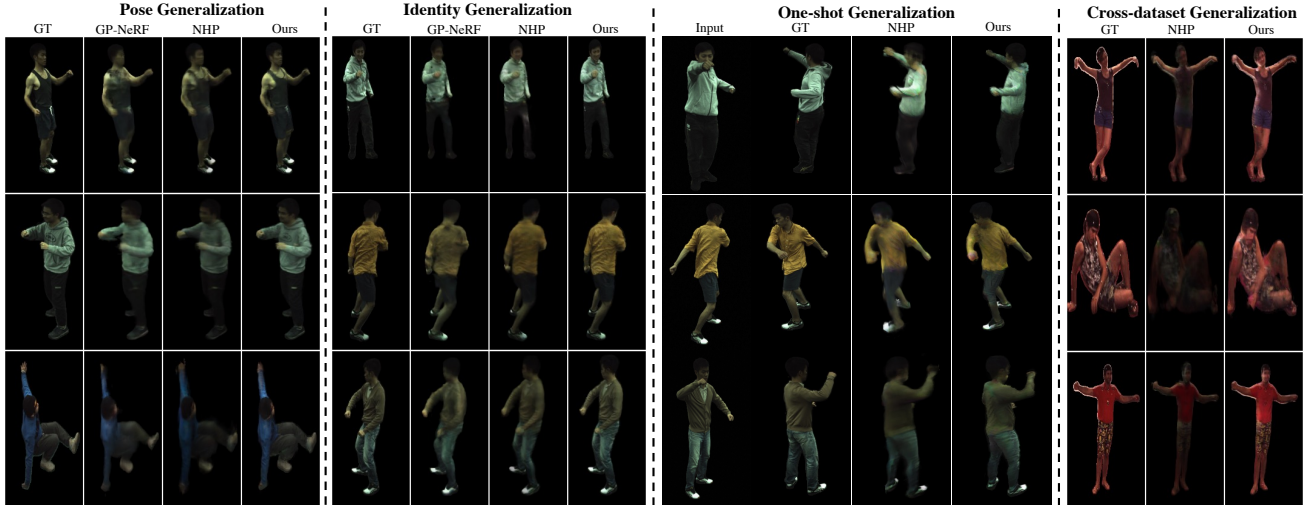 Pose Generalization
GT GP-NeRF NHP Ours
Identity Generalization
GT GP-NeRF NHP Ours
One-shot Generalization
Input GT NHP Ours
Cross-dataset Generalization
GT NHP Ours